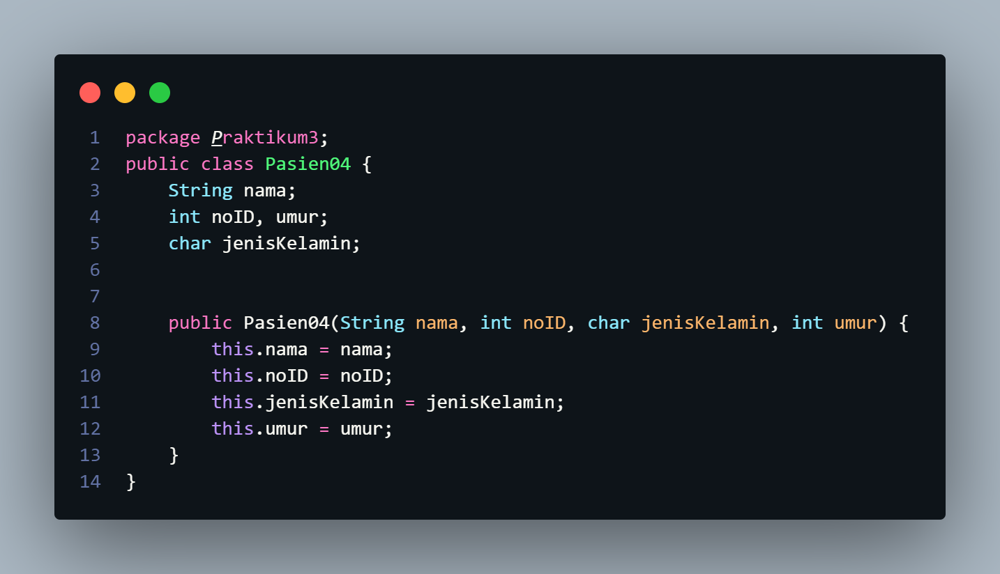 1 package Praktikum3;
2 public class Pasien04 {
3     String nama;
4     int noID, umur;
5     char jenisKelamin;
6
7
8     public Pasien04(String nama, int noID, char jenisKelamin, int umur) {
9         this.nama = nama;
10         this.noID = noID;
11         this.jenisKelamin = jenisKelamin;
12         this.umur = umur;
13     }
14 }